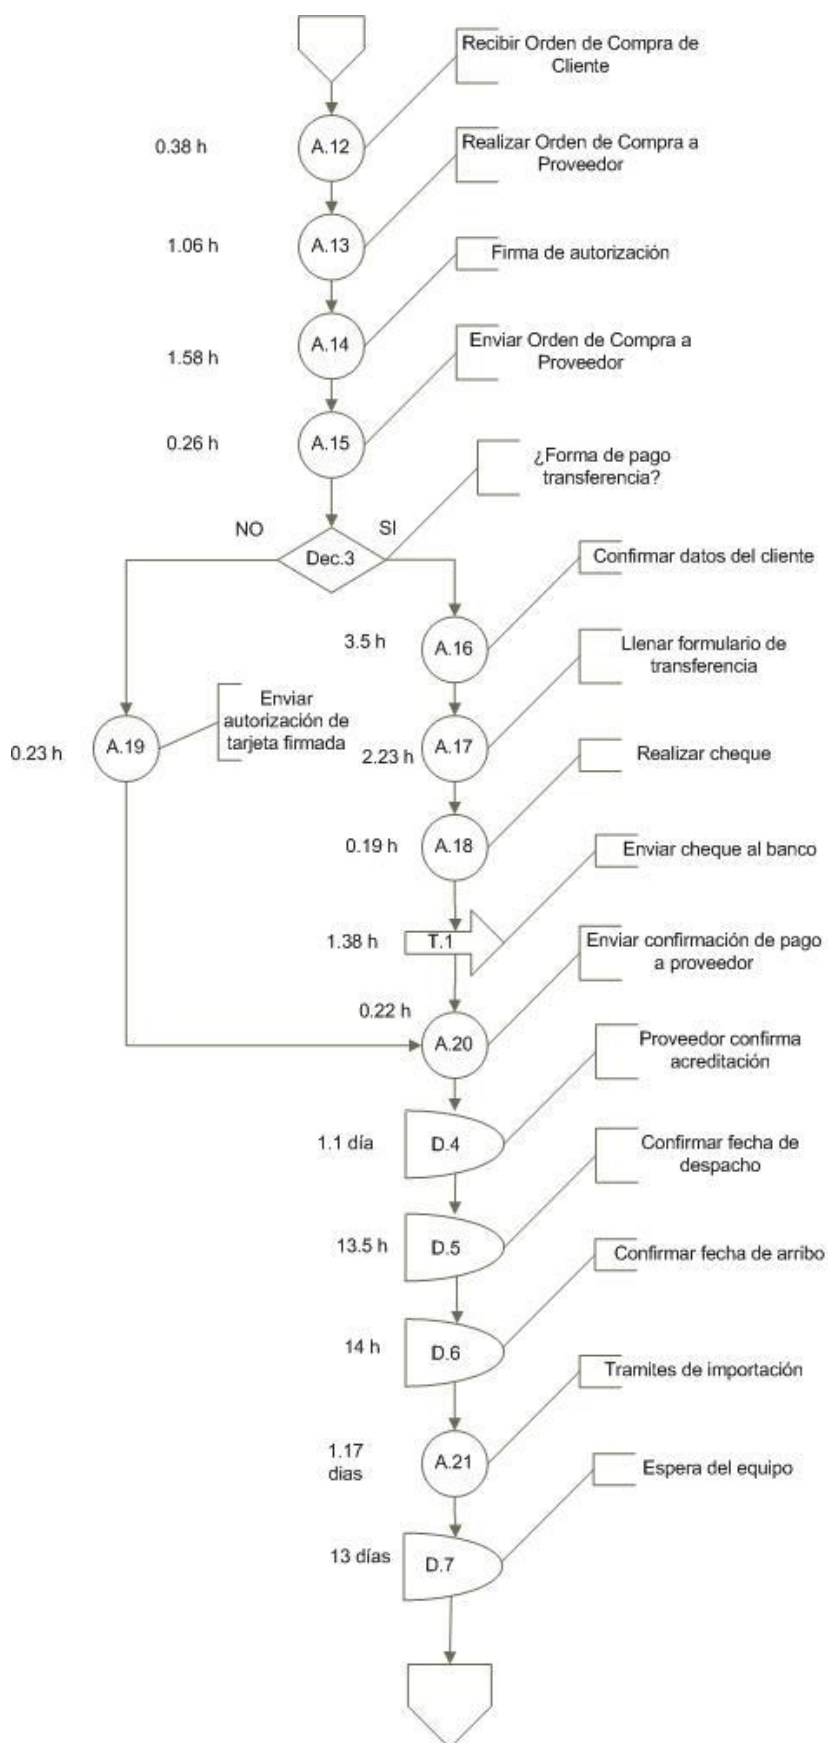 Recibir Orden de Compra de
Cliente
0.38 h
A.12
Realizar Orden de Compra a
Proveedor
1.06 h
A.13
Firma de autorización
1.58 h
A.14
Enviar Orden de Compra a
Proveedor
0.26 h
A.15
¿Forma de pago
transferencia?
NO
SI
Dec.3
Confirmar datos del cliente
3.5 h
A.16
Llenar formulario de
transferencia
Enviar
autorización de
tarjeta firmada
0.23 h
A.19
2.23 h
A.17
Realizar cheque
0.19 h
A.18
Enviar cheque al banco
1.38 h
T.1
Enviar confirmación de pago
a proveedor
0.22 h
A.20
Proveedor confirma
acreditación
1.1 día
D.4
Confirmar fecha de
despacho
13.5 h
D.5
Confirmar fecha de arribo
14 h
D.6
Tramites de importación
1.17
dias
A.21
Espera del equipo
13 días
D.7